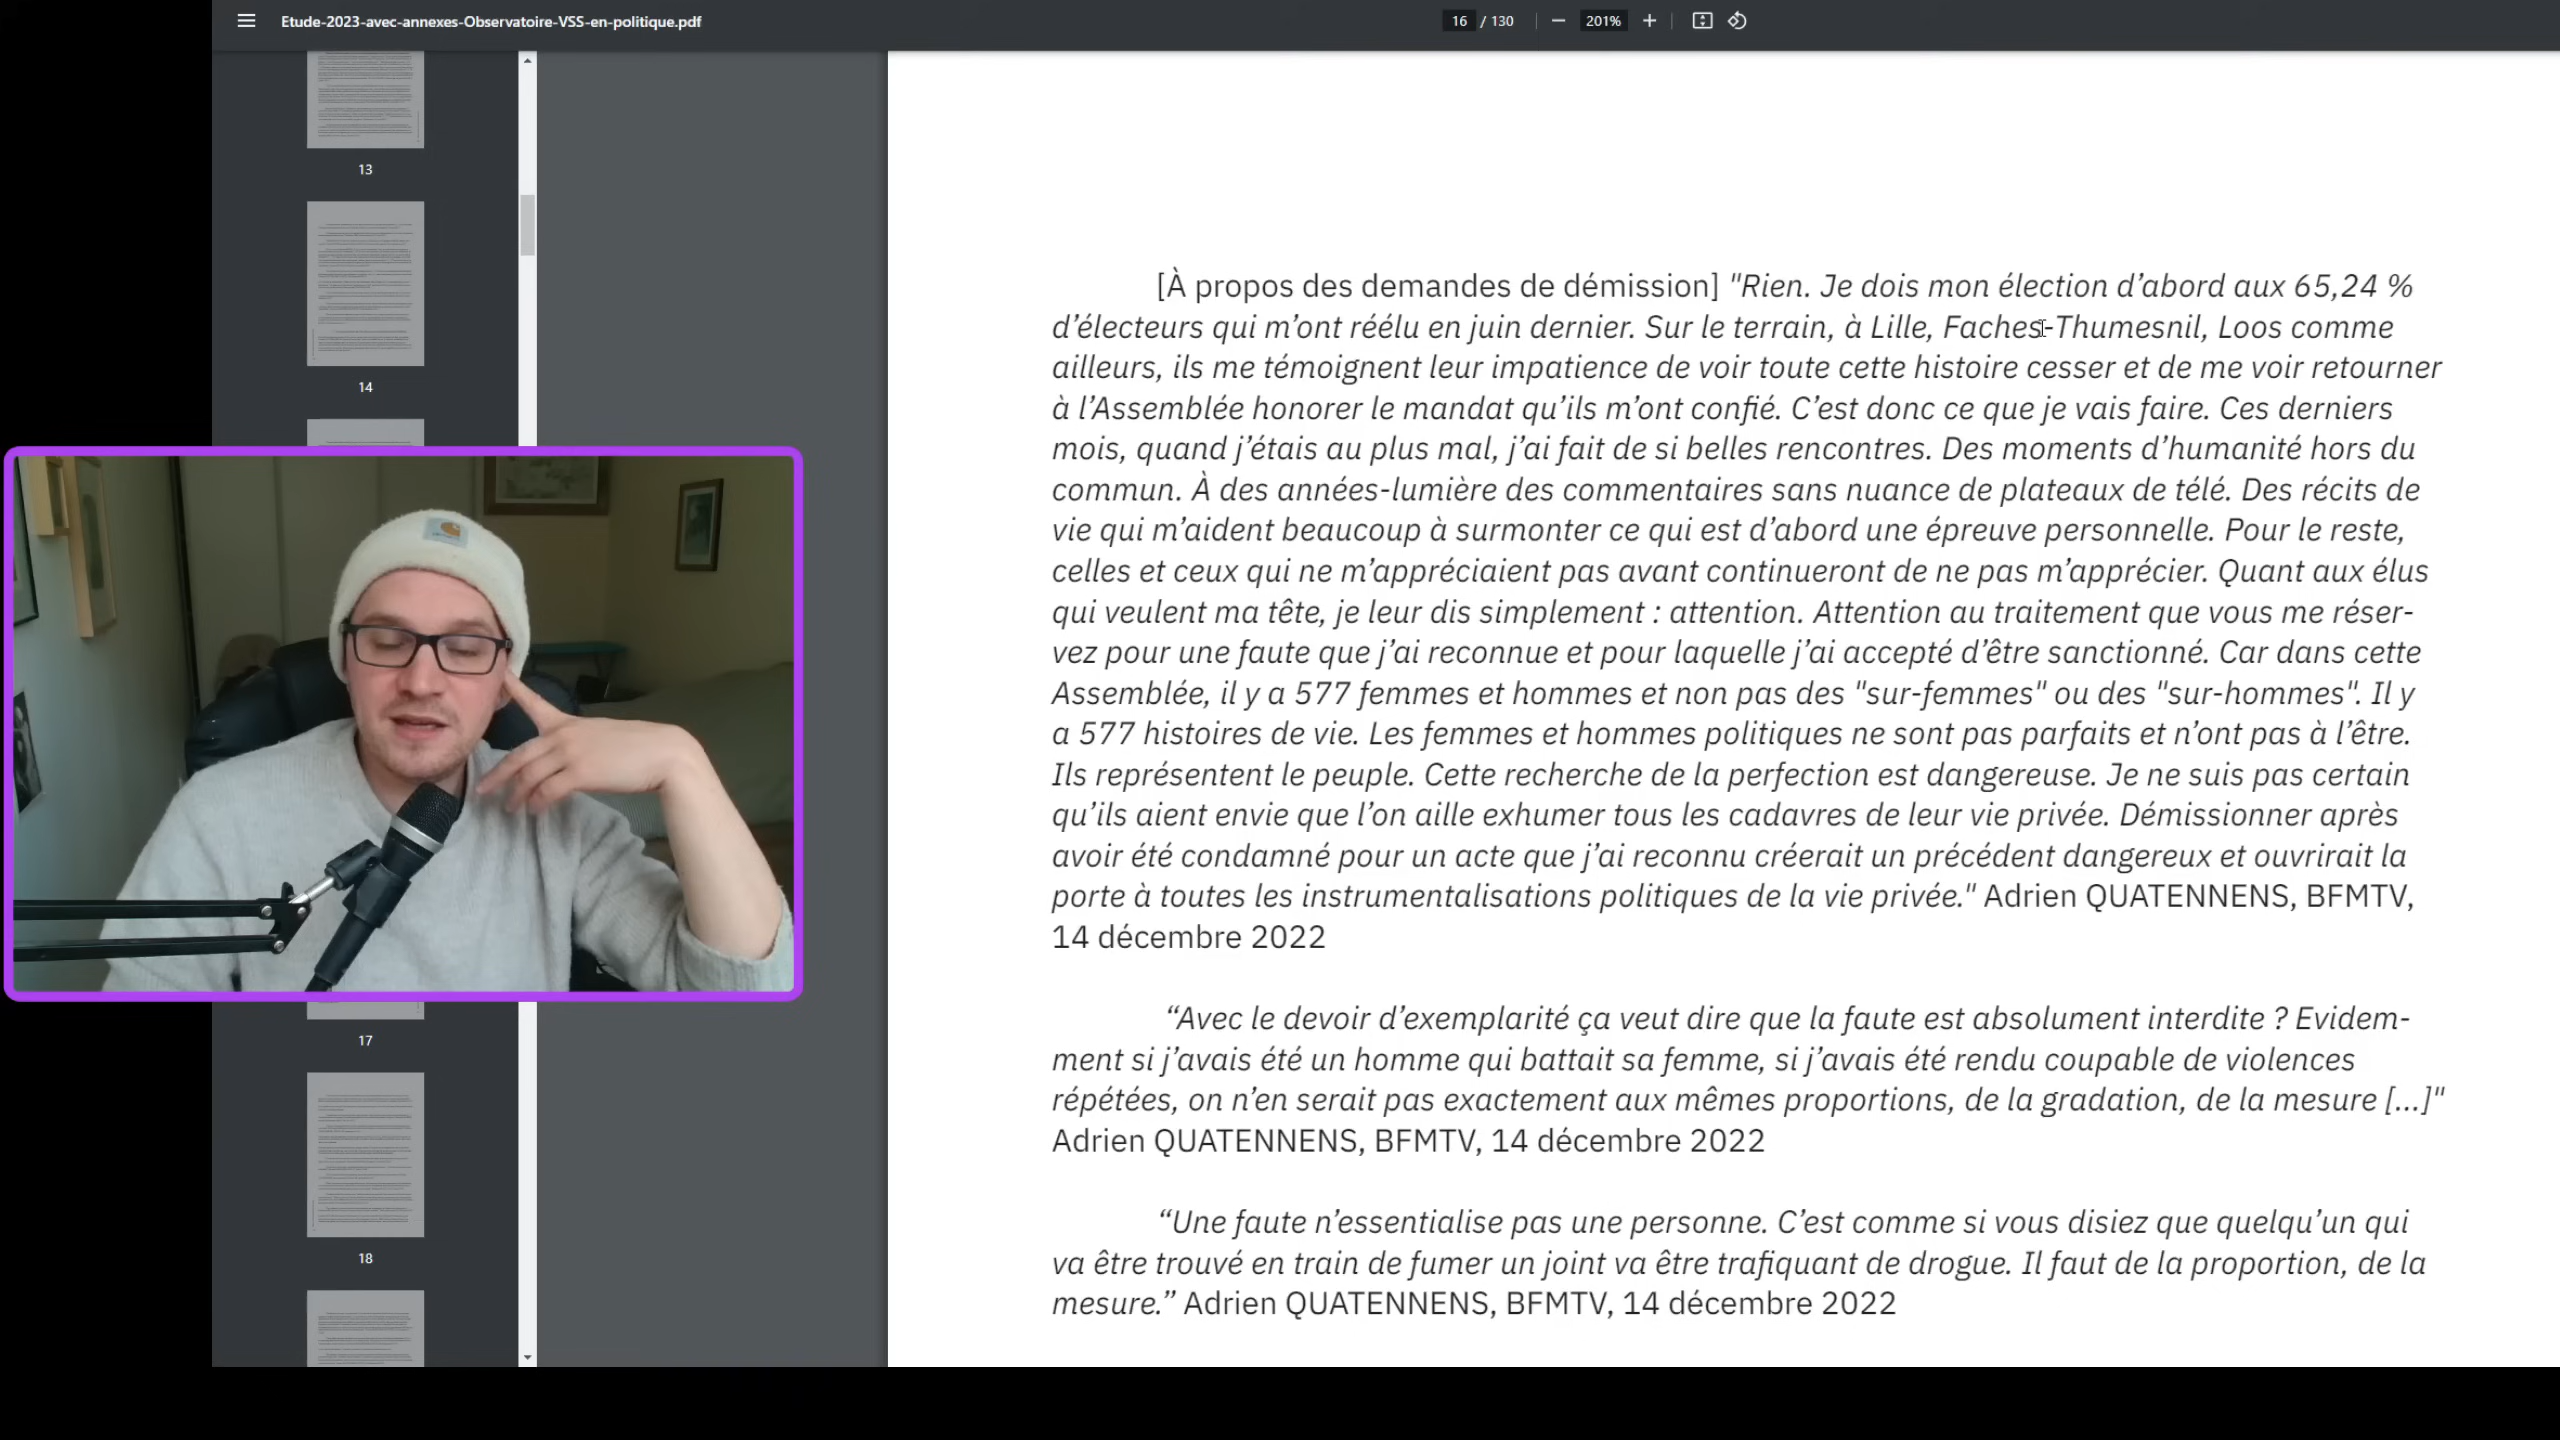 Etude-2023-avec-annexes-Observatoire-VSS-en-politique.pdf
16 / 130
201%
13
14
17
18
[À propos des demandes de démission] "Rien. Je dois mon élection d’abord aux 65,24 %
d’électeurs qui m’ont réélu en juin dernier. Sur le terrain, à Lille, Faches-Thumesnil, Loos comme
ailleurs, ils me témoignent leur impatience de voir toute cette histoire cesser et de me voir retourner
à l’Assemblée honorer le mandat qu’ils m’ont confié. C’est donc ce que je vais faire. Ces derniers
mois, quand j’étais au plus mal, j’ai fait de si belles rencontres. Des moments d’humanité hors du
commun. À des années-lumière des commentaires sans nuance de plateaux de télé. Des récits de
vie qui m’aident beaucoup à surmonter ce qui est d’abord une épreuve personnelle. Pour le reste,
celles et ceux qui ne m’appréciaient pas avant continueront de ne pas m’apprécier. Quant aux élus
qui veulent ma tête, je leur dis simplement : attention. Attention au traitement que vous me réser-
vez pour une faute que j’ai reconnue et pour laquelle j’ai accepté d’être sanctionné. Car dans cette
Assemblée, il y a 577 femmes et hommes et non pas des "sur-femmes" ou des "sur-hommes". Il y
a 577 histoires de vie. Les femmes et hommes politiques ne sont pas parfaits et n’ont pas à l’être.
Ils représentent le peuple. Cette recherche de la perfection est dangereuse. Je ne suis pas certain
qu’ils aient envie que l’on aille exhumer tous les cadavres de leur vie privée. Démissionner après
avoir été condamné pour un acte que j’ai reconnu créerait un précédent dangereux et ouvrirait la
porte à toutes les instrumentalisations politiques de la vie privée." Adrien QUATENNENS, BFMTV,
14 décembre 2022
“Avec le devoir d’exemplarité ça veut dire que la faute est absolument interdite ? Evidem-
ment si j’avais été un homme qui battait sa femme, si j’avais été rendu coupable de violences
répétées, on n’en serait pas exactement aux mêmes proportions, de la gradation, de la mesure [...]"
Adrien QUATENNENS, BFMTV, 14 décembre 2022
“Une faute n’essentialise pas une personne. C’est comme si vous disiez que quelqu’un qui
va être trouvé en train de fumer un joint va être trafiquant de drogue. Il faut de la proportion, de la
mesure.” Adrien QUATENNENS, BFMTV, 14 décembre 2022